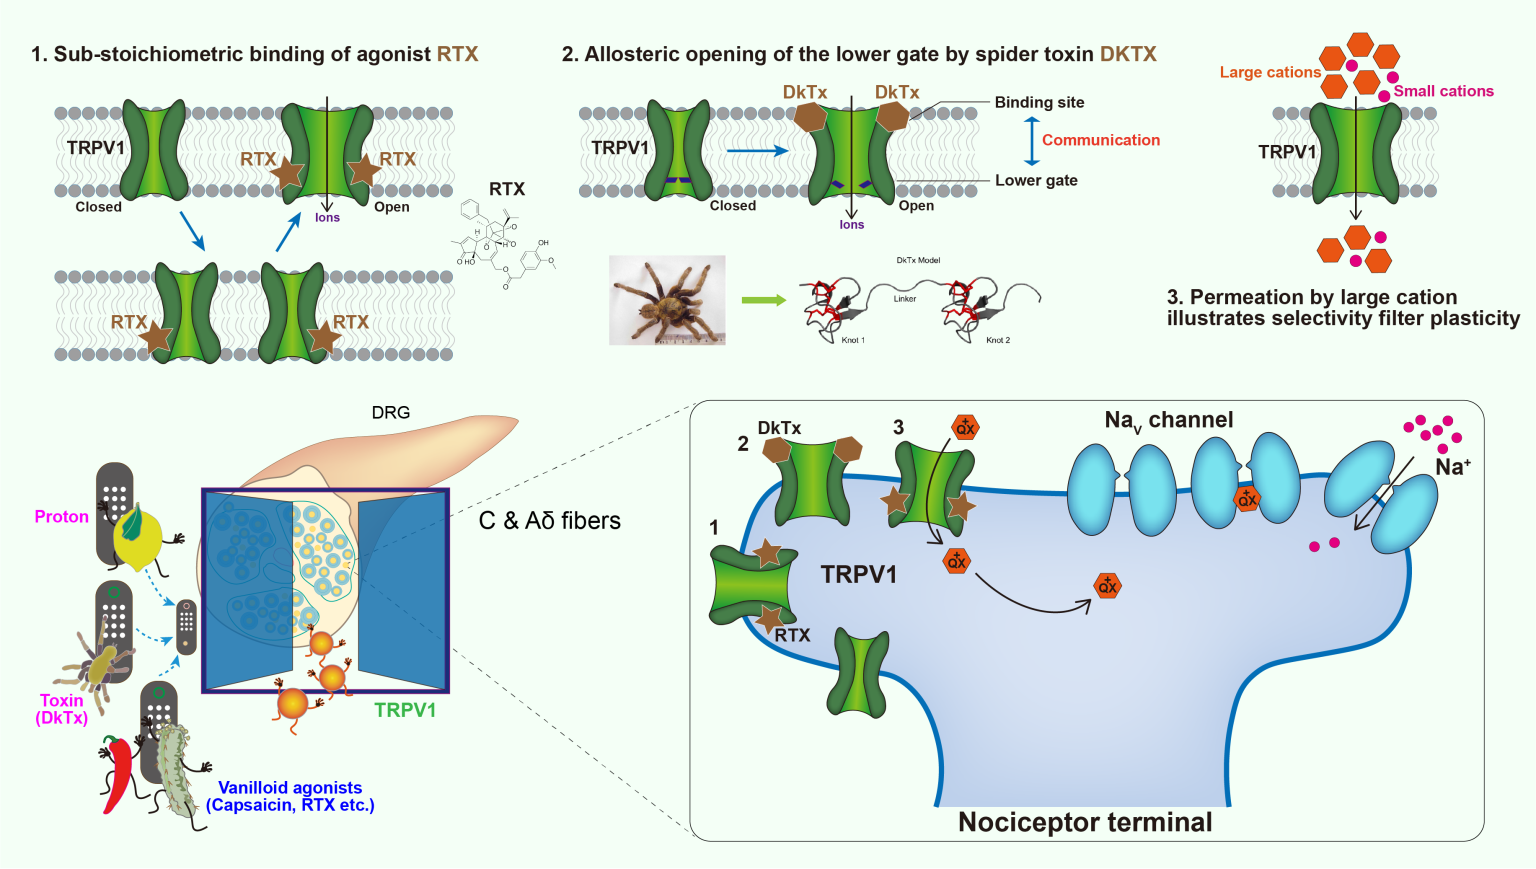 1. Sub-stoichiometric binding of agonist RTX
TRPV1
RTX
RTX
Closed
Ions
Open
RTX
RTX
RTX
H
O
O
O
H
O
OH
OH
O
O
O
2. Allosteric opening of the lower gate by spider toxin DKTX
DkTx
DkTx
Binding site
Communication
Lower gate
TRPV1
Closed
Open
Ions
DkTx Model
Linker
Knot 1
Knot 2
Large cations
Small cations
TRPV1
3. Permeation by large cation
illustrates selectivity filter plasticity
DRG
C & Aδ fibers
Proton
Toxin
(DkTx)
TRPV1
Vanilloid agonists
(Capsaicin, RTX etc.)
2
DkTx
3
+
QX
Nav channel
Na+
+
QX
1
TRPV1
+
QX
+
QX
RTX
Nociceptor terminal